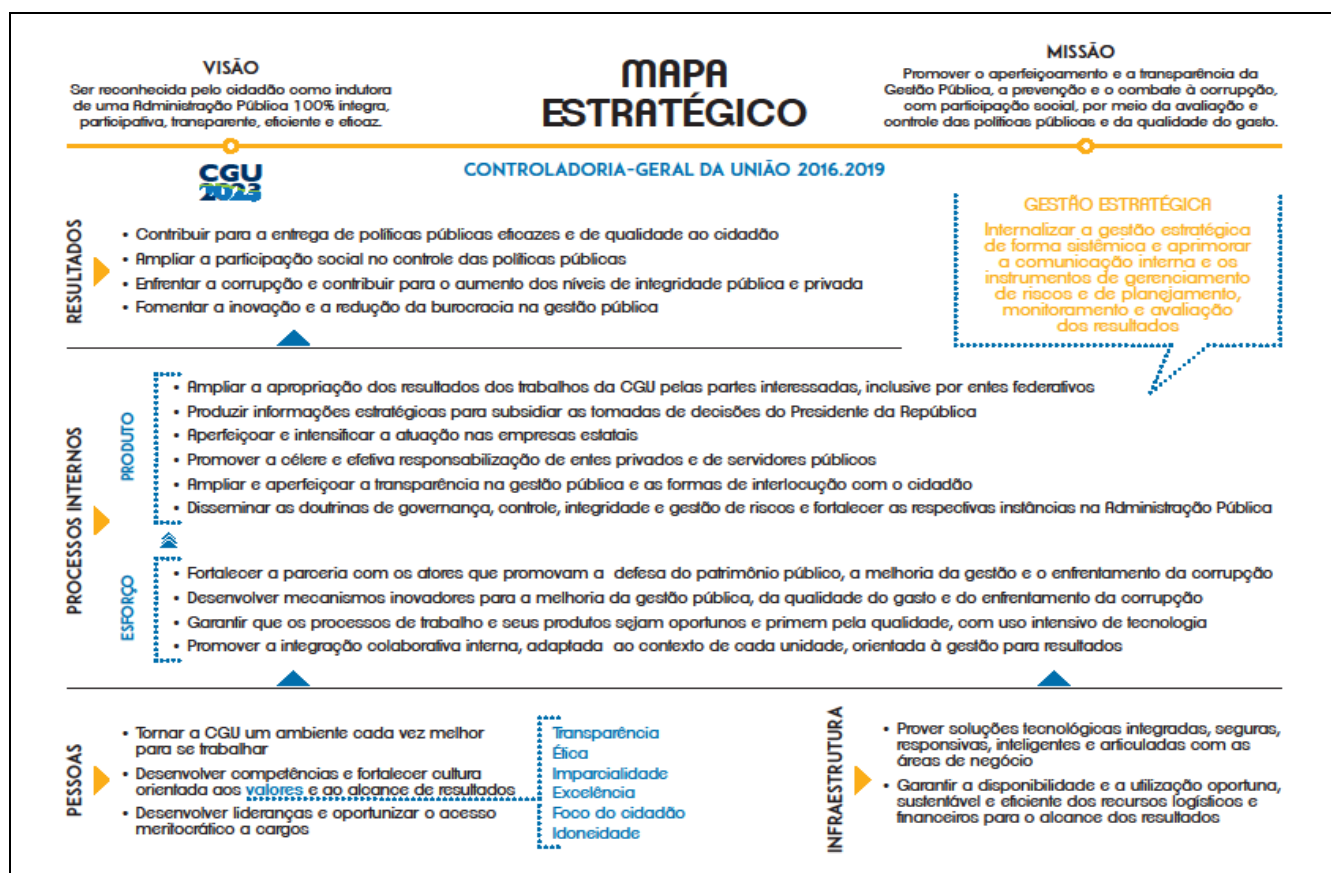 VISÃO
Ser reconhecida pelo cidadão como indutora
de uma Administração Pública 100% íntegra,
participativa, transparente, eficiente e eficaz.
MAPA
ESTRATÉGICO
MISSÃO
Promover o aperfeiçoamento e a transparência da
Gestão Pública, a prevenção e o combate à corrupção,
com participação social, por meio da avaliação e
controle das políticas públicas e da qualidade do gasto.
CGU
CONTROLADORIA-GERAL DA UNIÃO 2016.2019
GESTÃO ESTRATÉGICA
Internalizar a gestão estratégica
de forma sistêmica e aprimorar
a comunicação interna e os
instrumentos de gerenciamento
de riscos e de planejamento,
monitoramento e avaliação
dos resultados
RESULTADOS
• Contribuir para a entrega de políticas públicas eficazes e de qualidade ao cidadão
• Ampliar a participação social no controle das políticas públicas
• Enfrentar a corrupção e contribuir para o aumento dos níveis de integridade pública e privada
• Fomentar a inovação e a redução da burocracia na gestão pública
PROCESSOS INTERNOS
PRODUTO
• Ampliar a apropriação dos resultados dos trabalhos da CGU pelas partes interessadas, inclusive por entes federativos
• Produzir informações estratégicas para subsidiar as tomadas de decisões do Presidente da República
• Aperfeiçoar e intensificar a atuação nas empresas estatais
• Promover a célere e efetiva responsabilização de entes privados e de servidores públicos
• Ampliar e aperfeiçoar a transparência na gestão pública e as formas de interlocução com o cidadão
• Disseminar as doutrinas de governança, controle, integridade e gestão de riscos e fortalecer as respectivas instâncias na Administração Pública
ESFORÇO
• Fortalecer a parceria com os atores que promovam a defesa do patrimônio público, a melhoria da gestão e o enfrentamento da corrupção
• Desenvolver mecanismos inovadores para a melhoria da gestão pública, da qualidade do gasto e do enfrentamento da corrupção
• Garantir que os processos de trabalho e seus produtos sejam oportunos e primem pela qualidade, com uso intensivo de tecnologia
• Promover a integração colaborativa interna, adaptada ao contexto de cada unidade, orientada à gestão para resultados
PESSOAS
• Tornar a CGU um ambiente cada vez melhor
para se trabalhar
• Desenvolver competências e fortalecer cultura
orientada aos valores e ao alcance de resultados
• Desenvolver lideranças e oportunizar o acesso
meritocrático a cargos
Transparência
Ética
Imparcialidade
Excelência
Foco do cidadão
Idoneidade
INFRAESTRUTURA
• Prover soluções tecnológicas integradas, seguras,
responsivas, inteligentes e articuladas com as
áreas de negócio
• Garantir a disponibilidade e a utilização oportuna,
sustentável e eficiente dos recursos logísticos e
financeiros para o alcance dos resultados